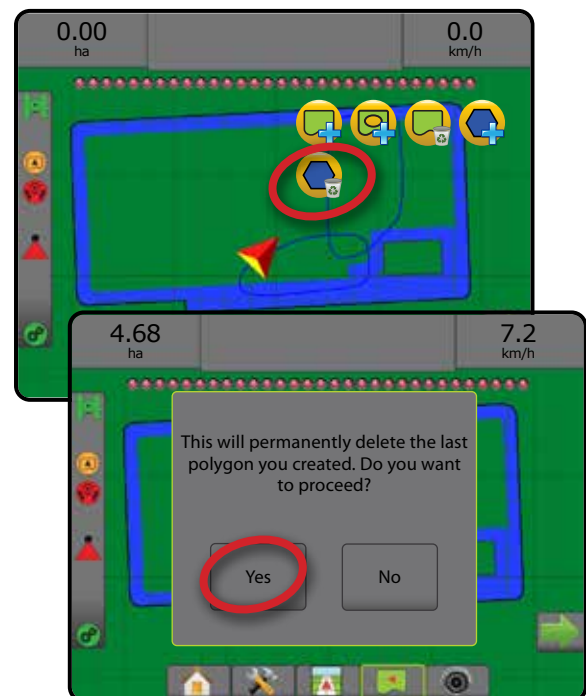 0.00
ha
0.0
km/h
4.68
ha
7.2
km/h
This will permanently delete the last
polygon you created. Do you want
to proceed?
Yes
No